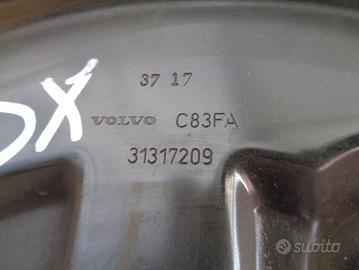 37 17
VOLVO C83FA
31317209
DX
subito